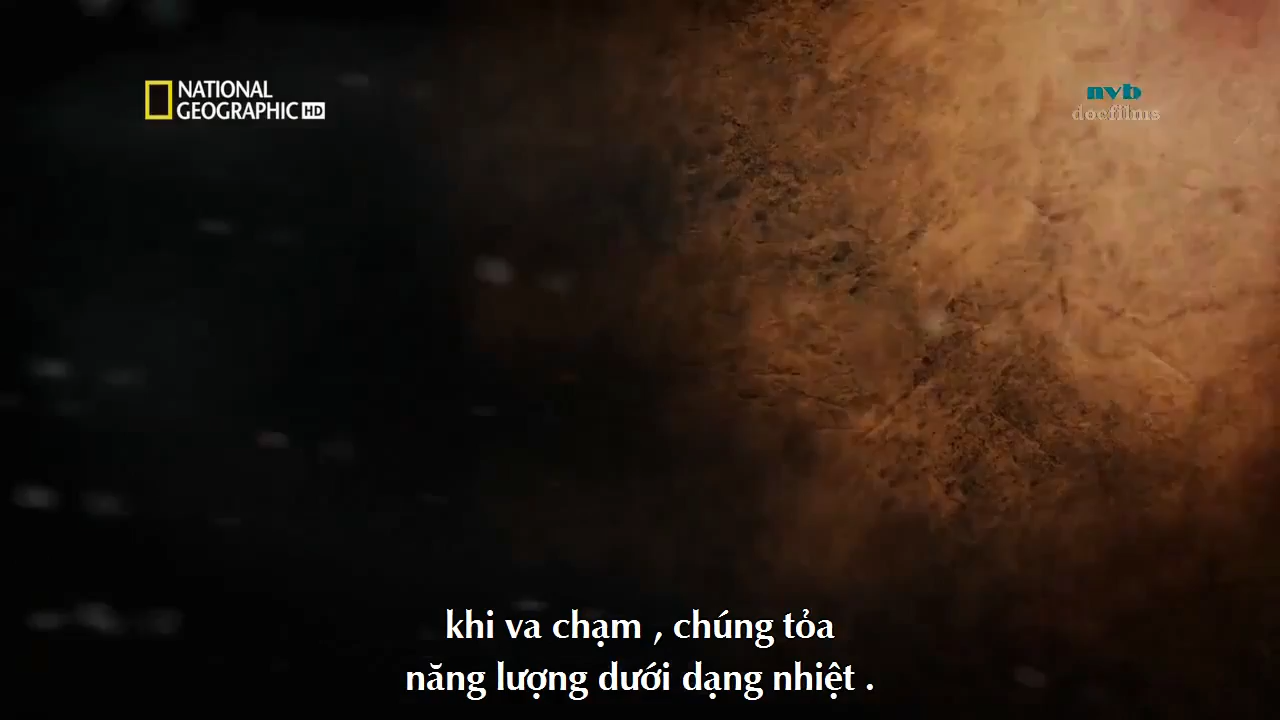 NATIONAL
GEOGRAPHIC HD
nvb
docfilms
khi va chạm , chúng tỏa
năng lượng dưới dạng nhiệt .